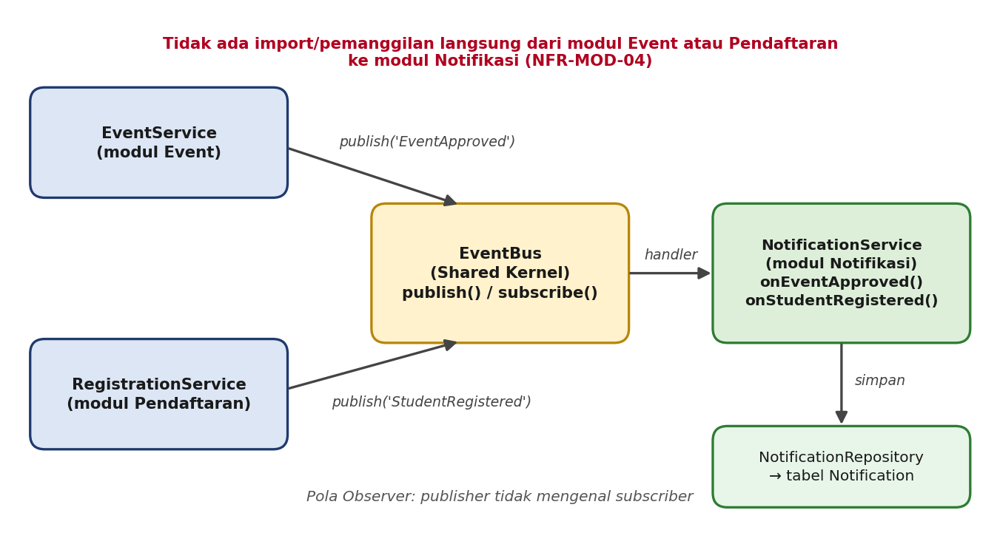 Tidak ada import/pemanggilan langsung dari modul Event atau Pendaftaran
ke modul Notifikasi (NFR-MOD-04)
EventService
(modul Event)
publish('EventApproved')
EventBus
(Shared Kernel)
publish() / subscribe()
handler
NotificationService
(modul Notifikasi)
onEventApproved()
onStudentRegistered()
RegistrationService
(modul Pendaftaran)
publish('StudentRegistered')
simpan
NotificationRepository
→ tabel Notification
Pola Observer: publisher tidak mengenal subscriber